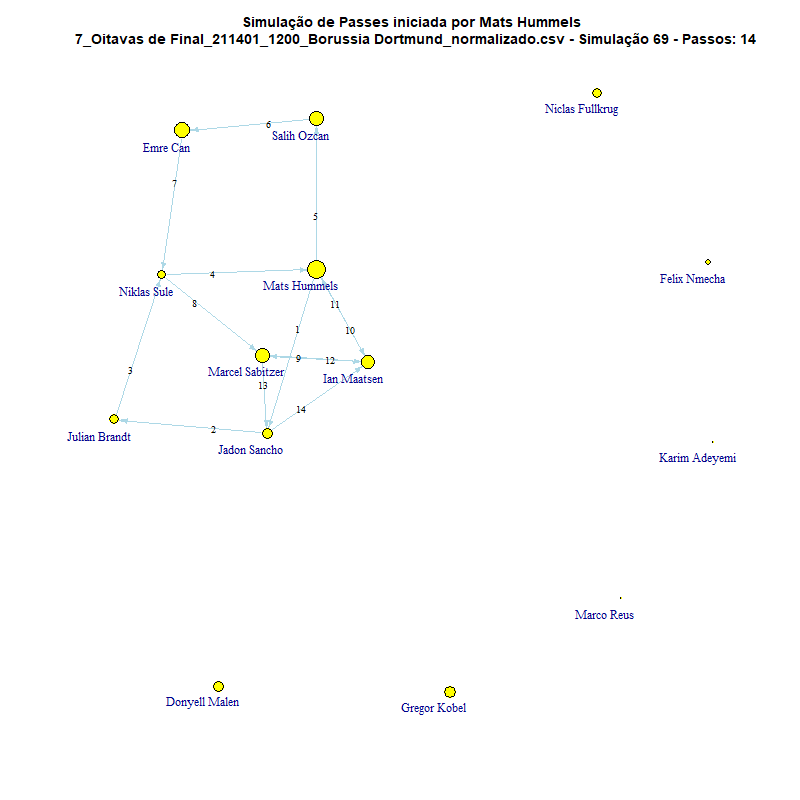 Simulação de Passes iniciada por Mats Hummels
7_Oitavas de Final_211401_1200_Borussia Dortmund_normalizado.csv - Simulação 69 - Passos: 14
Niclas Fullkrug
6
Salih Ozcan
Emre Can
7
5
Felix Nmecha
4
Mats Hummels
Niklas Sule
8
11
1
10
9
12
Marcel Sabitzer
3
Ian Maatsen
13
14
2
Julian Brandt
Jadon Sancho
Karim Adeyemi
Marco Reus
Donyell Malen
Gregor Kobel